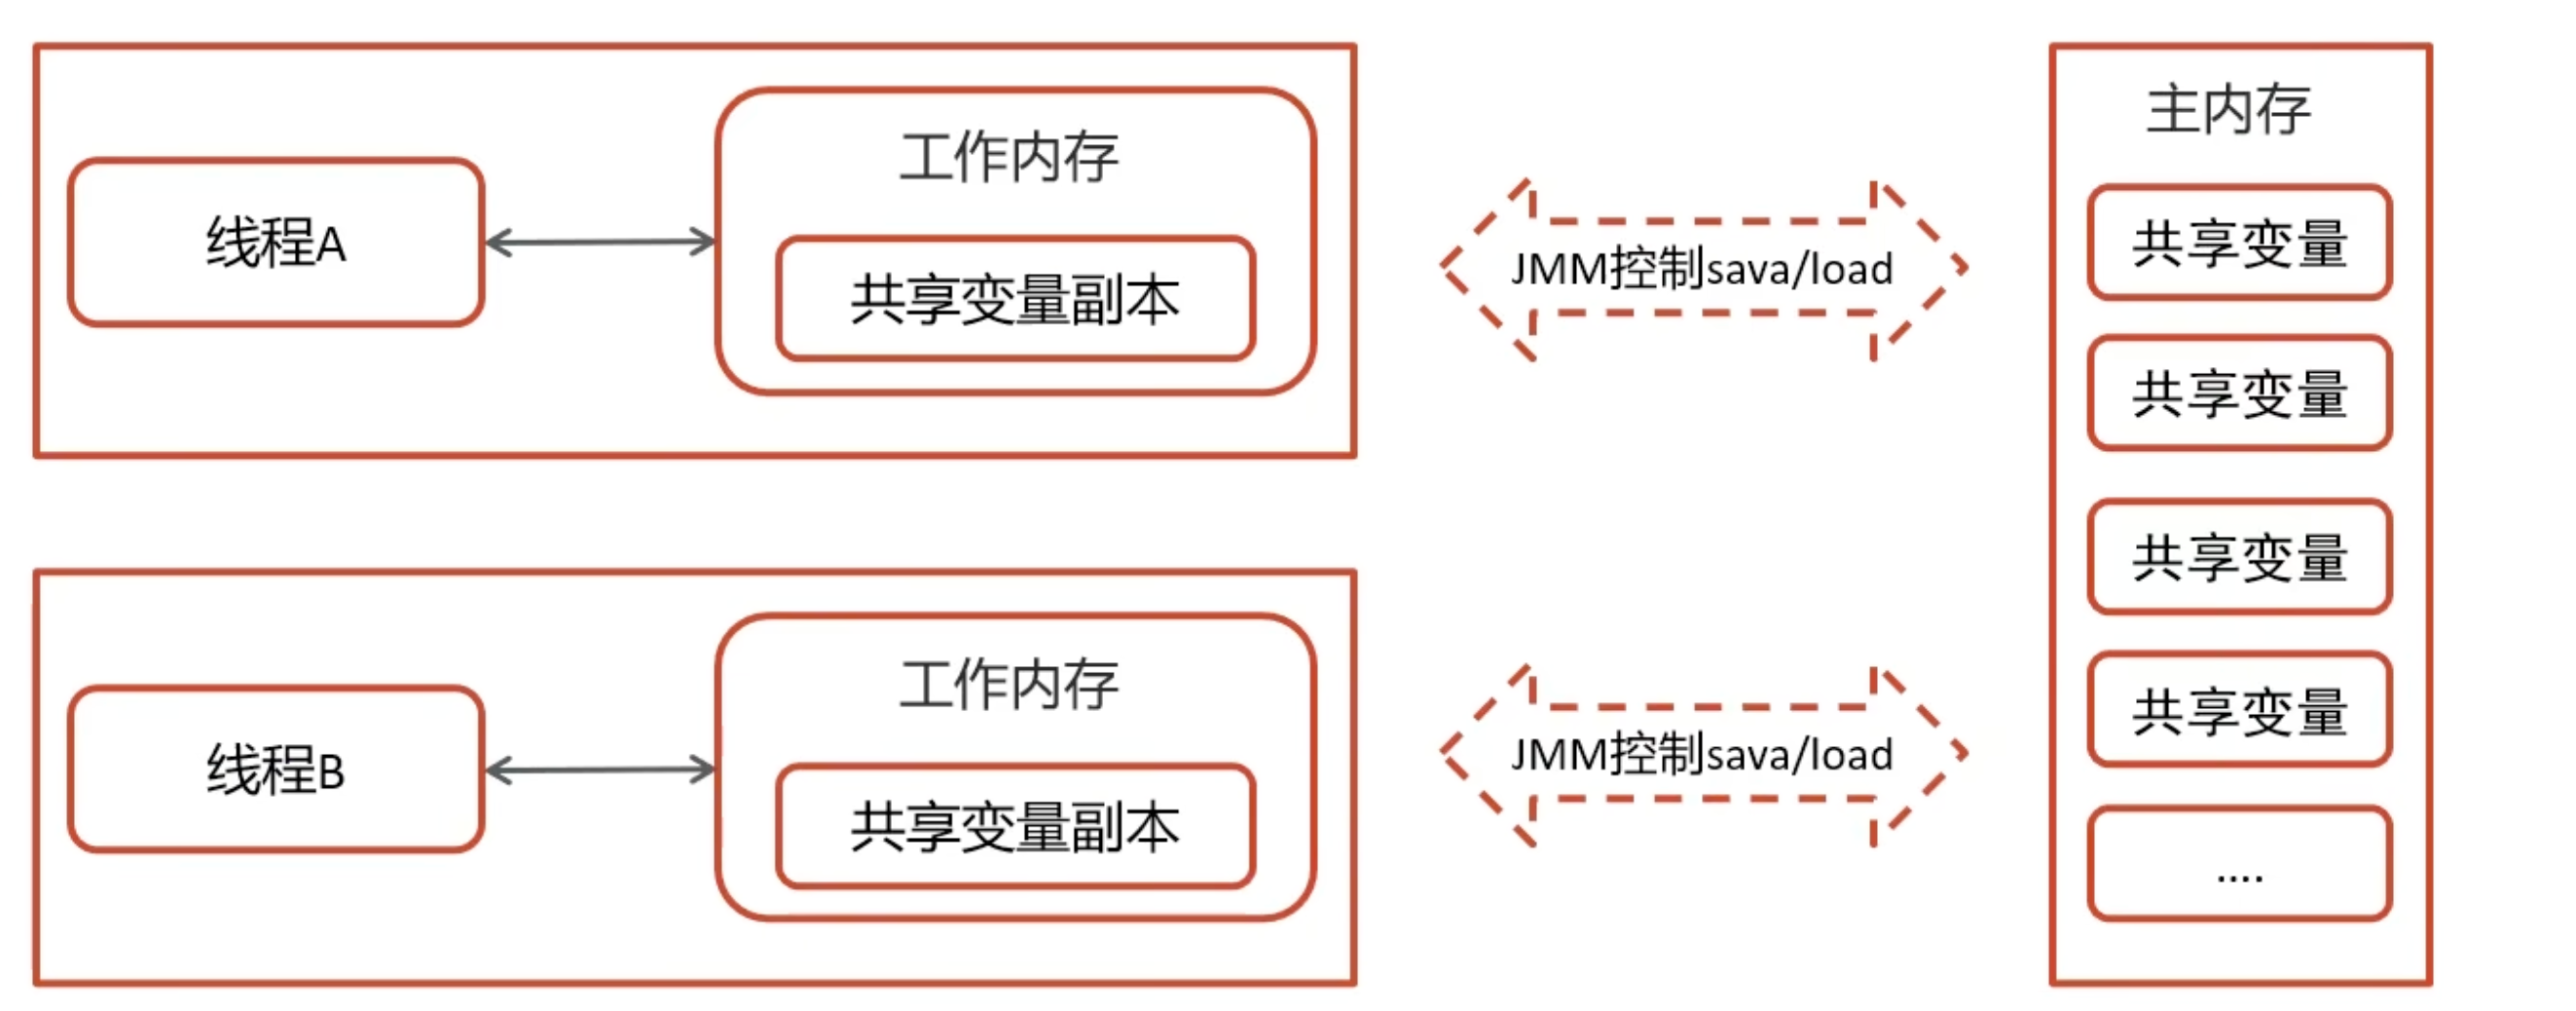 工作内存
线程A
共享变量副本
JMM控制sava/load
工作内存
线程B
共享变量副本
JMM控制sava/load
主内存
共享变量
共享变量
共享变量
共享变量
....